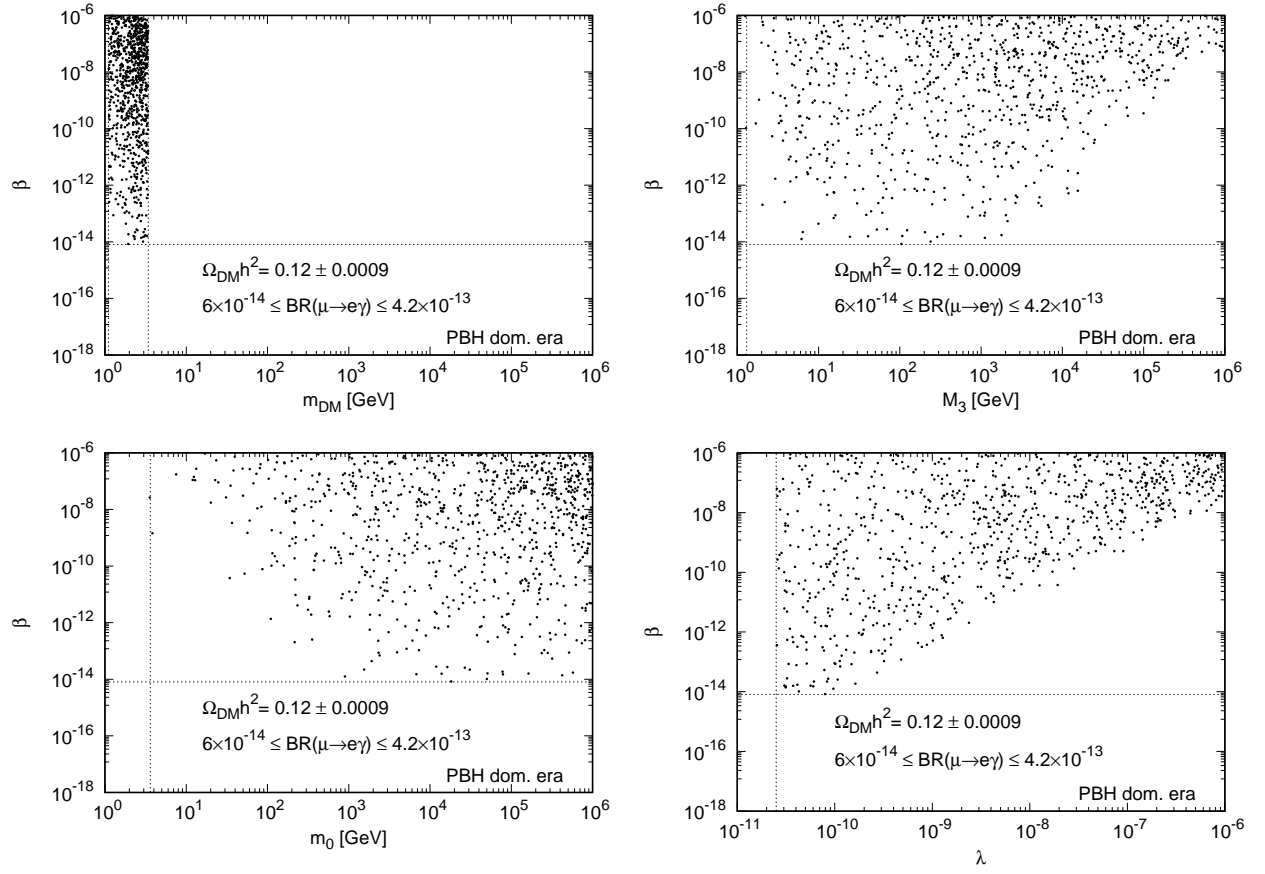 10^-6
10^-8
10^-10
10^-12
10^-14
10^-16
10^-18
β
Ω_DM h^2 = 0.12 ± 0.0009
6×10^-14 ≤ BR(μ→eγ) ≤ 4.2×10^-13
PBH dom. era
10^0 10^1 10^2 10^3 10^4 10^5 10^6
m_DM [GeV]
10^-6
10^-8
10^-10
10^-12
10^-14
10^-16
10^-18
β
Ω_DM h^2 = 0.12 ± 0.0009
6×10^-14 ≤ BR(μ→eγ) ≤ 4.2×10^-13
PBH dom. era
10^0 10^1 10^2 10^3 10^4 10^5 10^6
M_3 [GeV]
10^-6
10^-8
10^-10
10^-12
10^-14
10^-16
10^-18
β
Ω_DM h^2 = 0.12 ± 0.0009
6×10^-14 ≤ BR(μ→eγ) ≤ 4.2×10^-13
PBH dom. era
10^0 10^1 10^2 10^3 10^4 10^5 10^6
m_0 [GeV]
10^-6
10^-8
10^-10
10^-12
10^-14
10^-16
10^-18
β
Ω_DM h^2 = 0.12 ± 0.0009
6×10^-14 ≤ BR(μ→eγ) ≤ 4.2×10^-13
PBH dom. era
10^-11 10^-10 10^-9 10^-8 10^-7 10^-6
λ